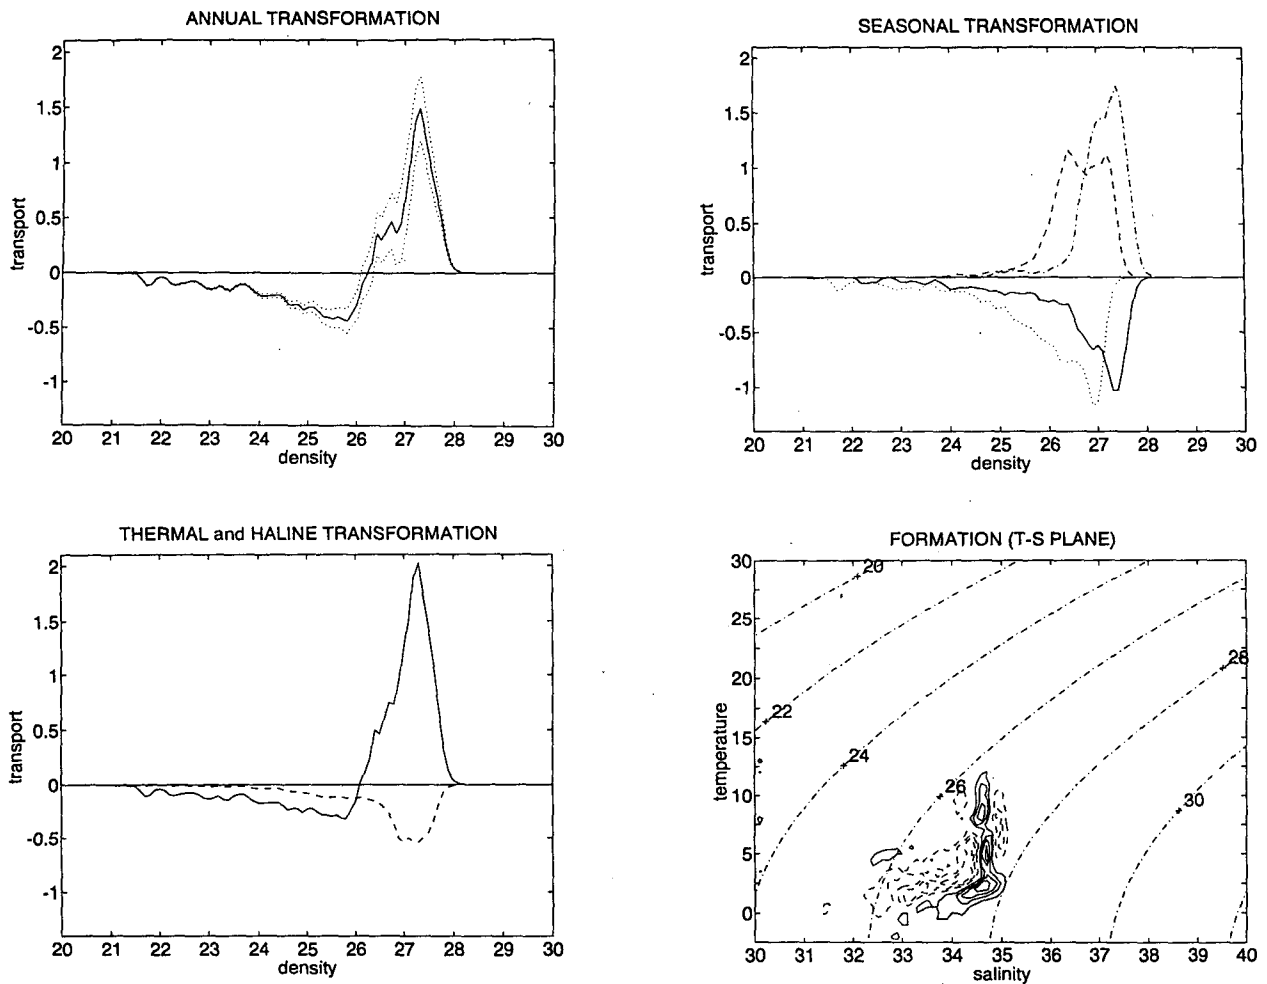 ANNUAL TRANSFORMATION
2
1.5
1
0.5
0
-0.5
-1
transport
20 21 22 23 24 25 26 27 28 29 30
density
SEASONAL TRANSFORMATION
2
1.5
1
0.5
0
-0.5
-1
transport
20 21 22 23 24 25 26 27 28 29 30
density
THERMAL and HALINE TRANSFORMATION
2
1.5
1
0.5
0
-0.5
-1
transport
20 21 22 23 24 25 26 27 28 29 30
density
FORMATION (T-S PLANE)
30
25
20
15
10
5
0
temperature
20
22
24
26
28
30
30 31 32 33 34 35 36 37 38 39 40
salinity